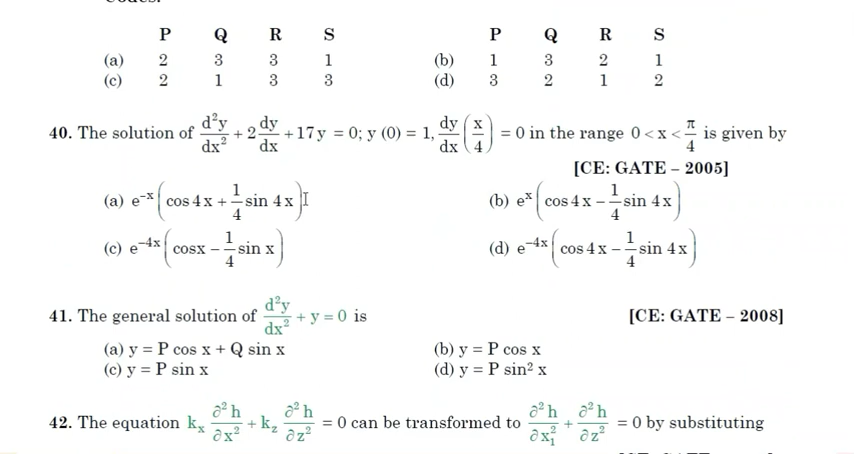 P Q R S P Q R S
(a) 2 3 3 1 (b) 1 3 2 1
(c) 2 1 3 3 (d) 3 2 1 2
40. The solution of d²y/dx² + 2 dy/dx + 17y = 0; y (0) = 1, dy/dx (x/4) = 0 in the range 0 < x < π/4 is given by
[CE: GATE – 2005]
(a) e^{-x} (cos 4x + 1/4 sin 4x) (b) e^{x} (cos 4x – 1/4 sin 4x)
(c) e^{-4x} (cosx – 1/4 sin x) (d) e^{-4x} (cos 4x – 1/4 sin 4x)
41. The general solution of d²y/dx² + y = 0 is [CE: GATE – 2008]
(a) y = P cos x + Q sin x (b) y = P cos x
(c) y = P sin x (d) y = P sin² x
42. The equation kₓ ∂²h/∂x² + k_z ∂²h/∂z² = 0 can be transformed to ∂²h/∂x₁² + ∂²h/∂z² = 0 by substituting